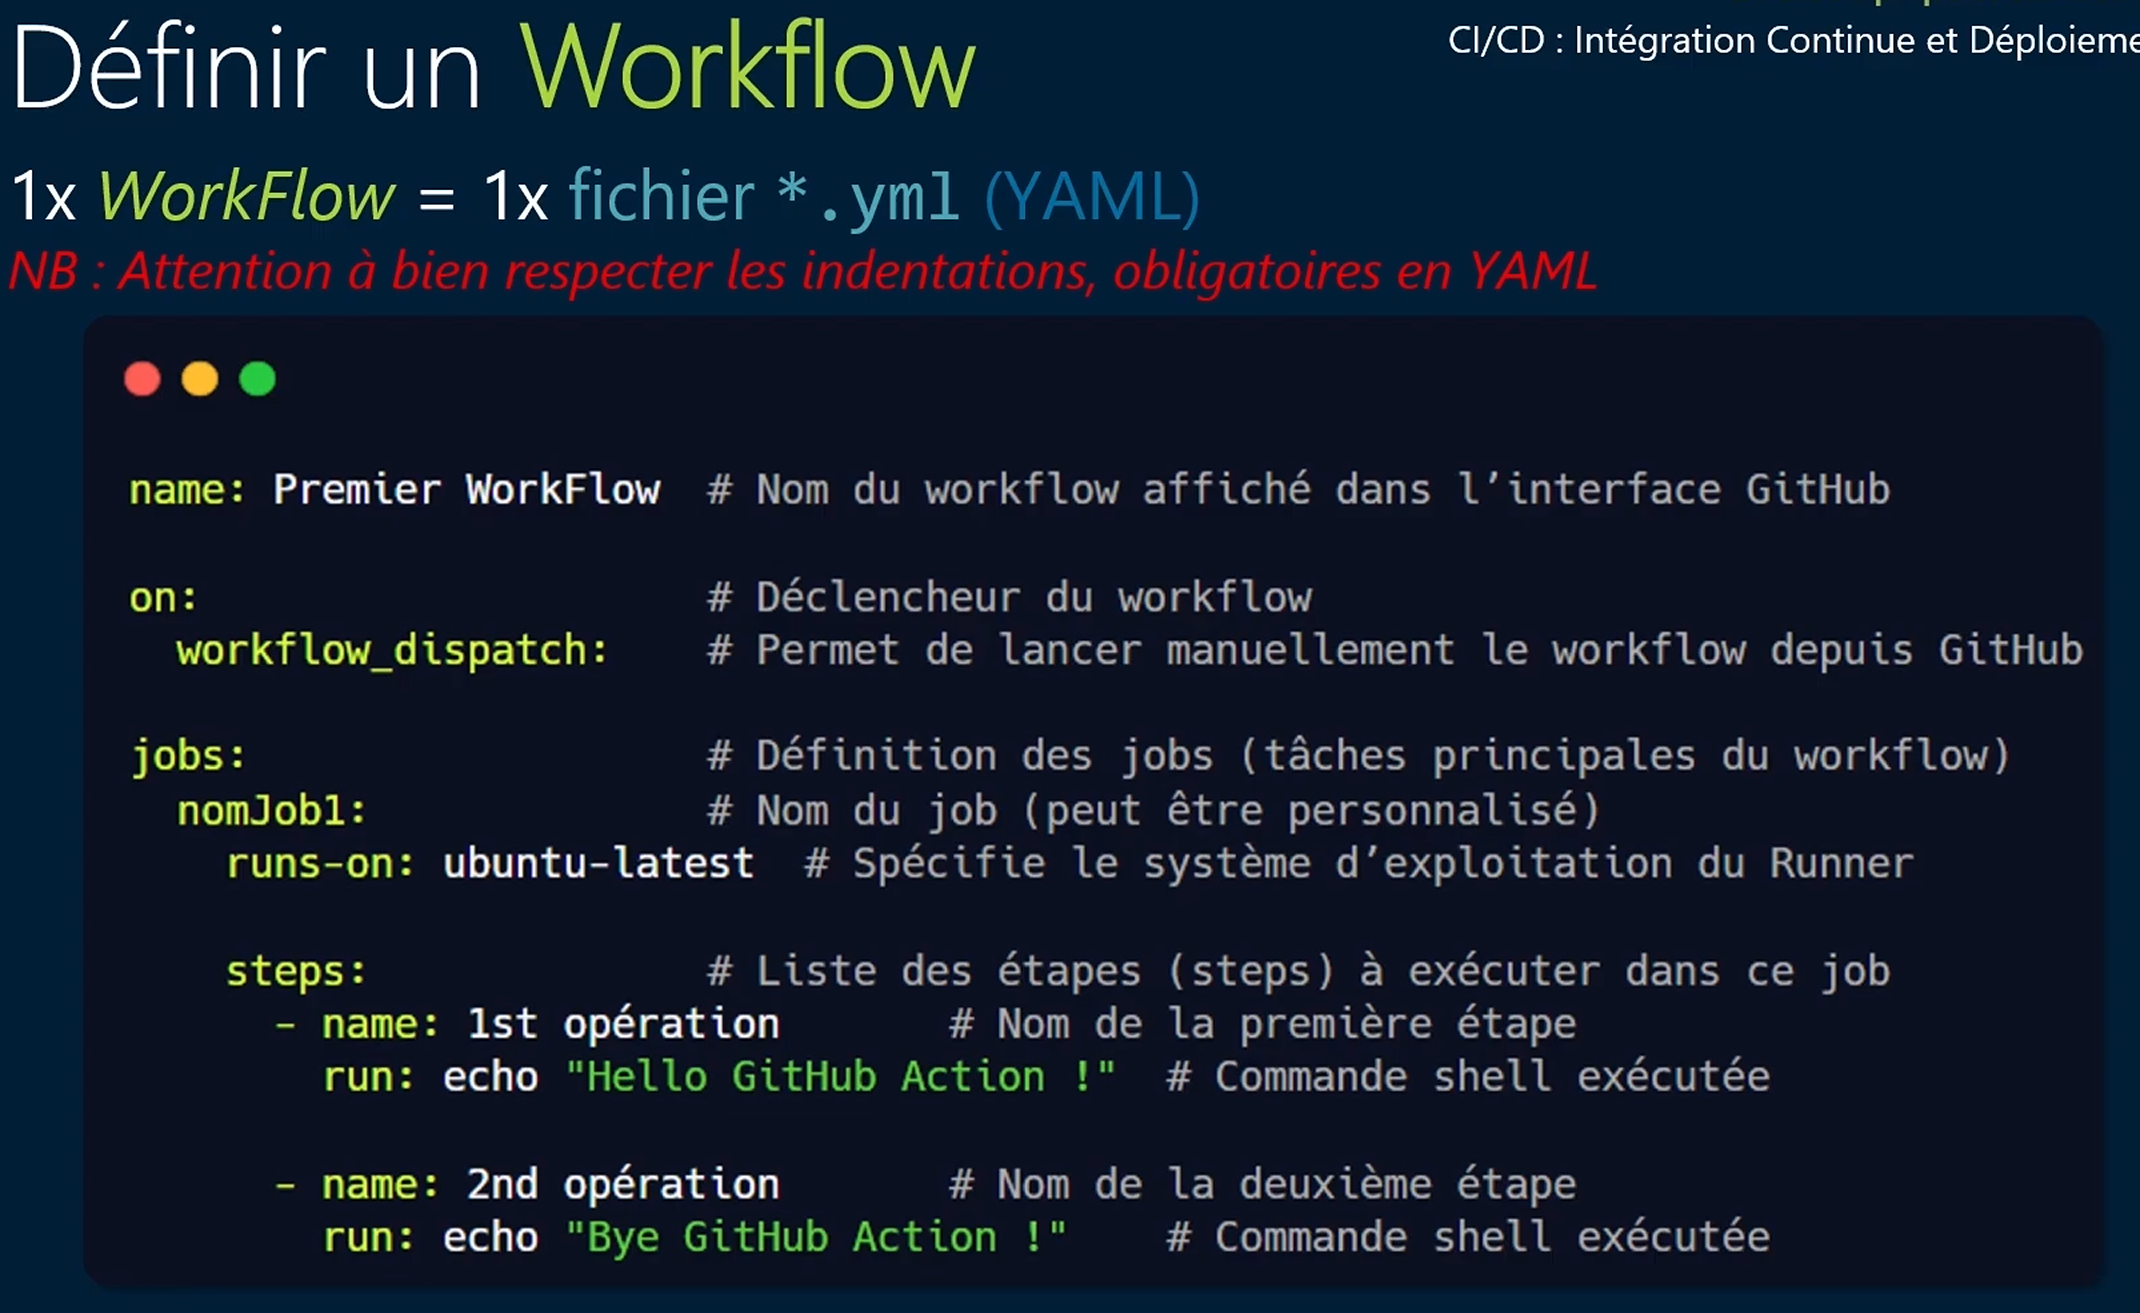 CI/CD : Intégration Continue et
Définir un Workflow
1x WorkFlow = 1x fichier *.yml (YAML)
NB : Attention à bien respecter les indentations, obligatoires en YAML
name: Premier WorkFlow  # Nom du workflow affiché dans l’interface GitHub
on:                     # Déclencheur du workflow
  workflow_dispatch:    # Permet de lancer manuellement le workflow depuis GitHub
jobs:                   # Définition des jobs (tâches principales du workflow)
  nomJob1:              # Nom du job (peut être personnalisé)
    runs-on: ubuntu-latest  # Spécifie le système d’exploitation du Runner
    steps:              # Liste des étapes (steps) à exécuter dans ce job
      - name: 1st opération       # Nom de la première étape
        run: echo "Hello GitHub Action !"  # Commande shell exécutée
      - name: 2nd opération       # Nom de la deuxième étape
        run: echo "Bye GitHub Action !"    # Commande shell exécutée